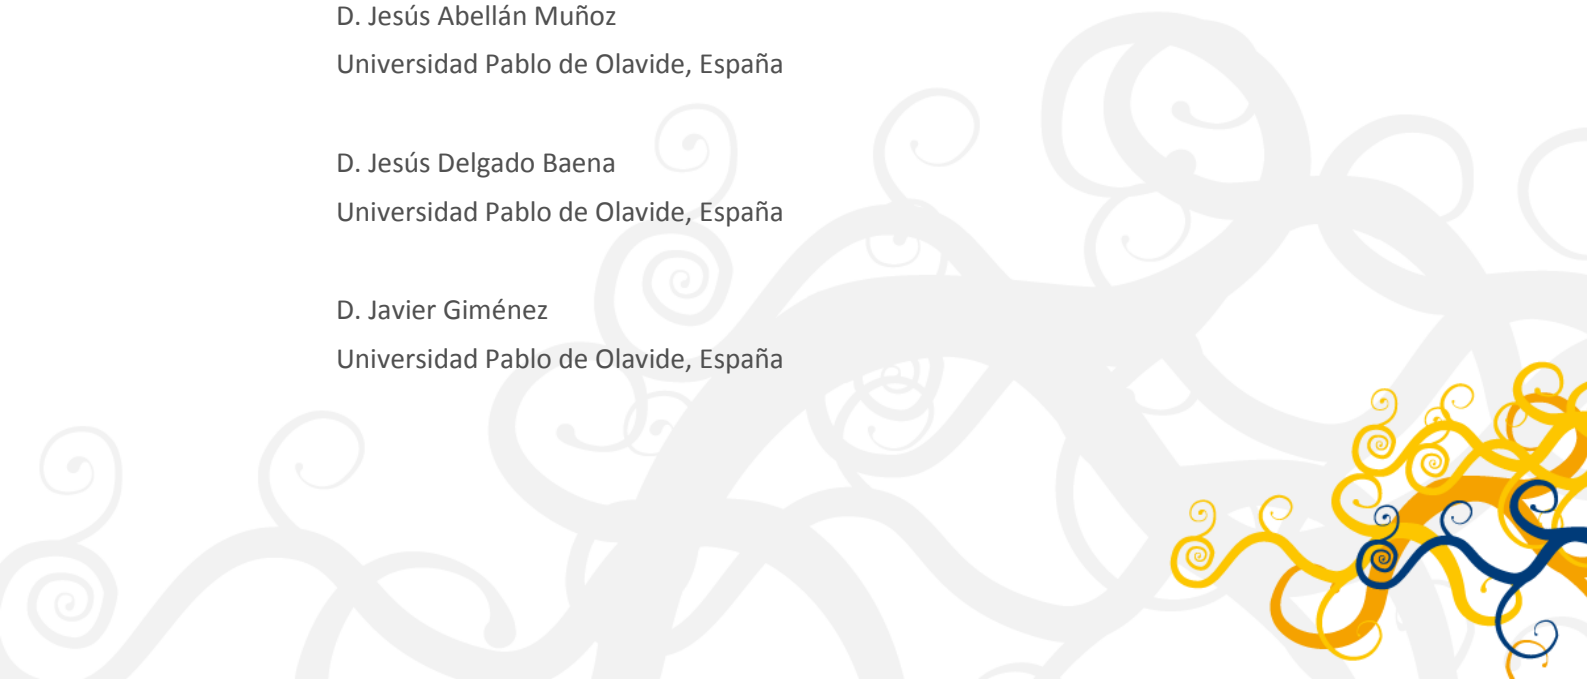 D. Jesús Abellán Muñoz
Universidad Pablo de Olavide, España
D. Jesús Delgado Baena
Universidad Pablo de Olavide, España
D. Javier Giménez
Universidad Pablo de Olavide, España